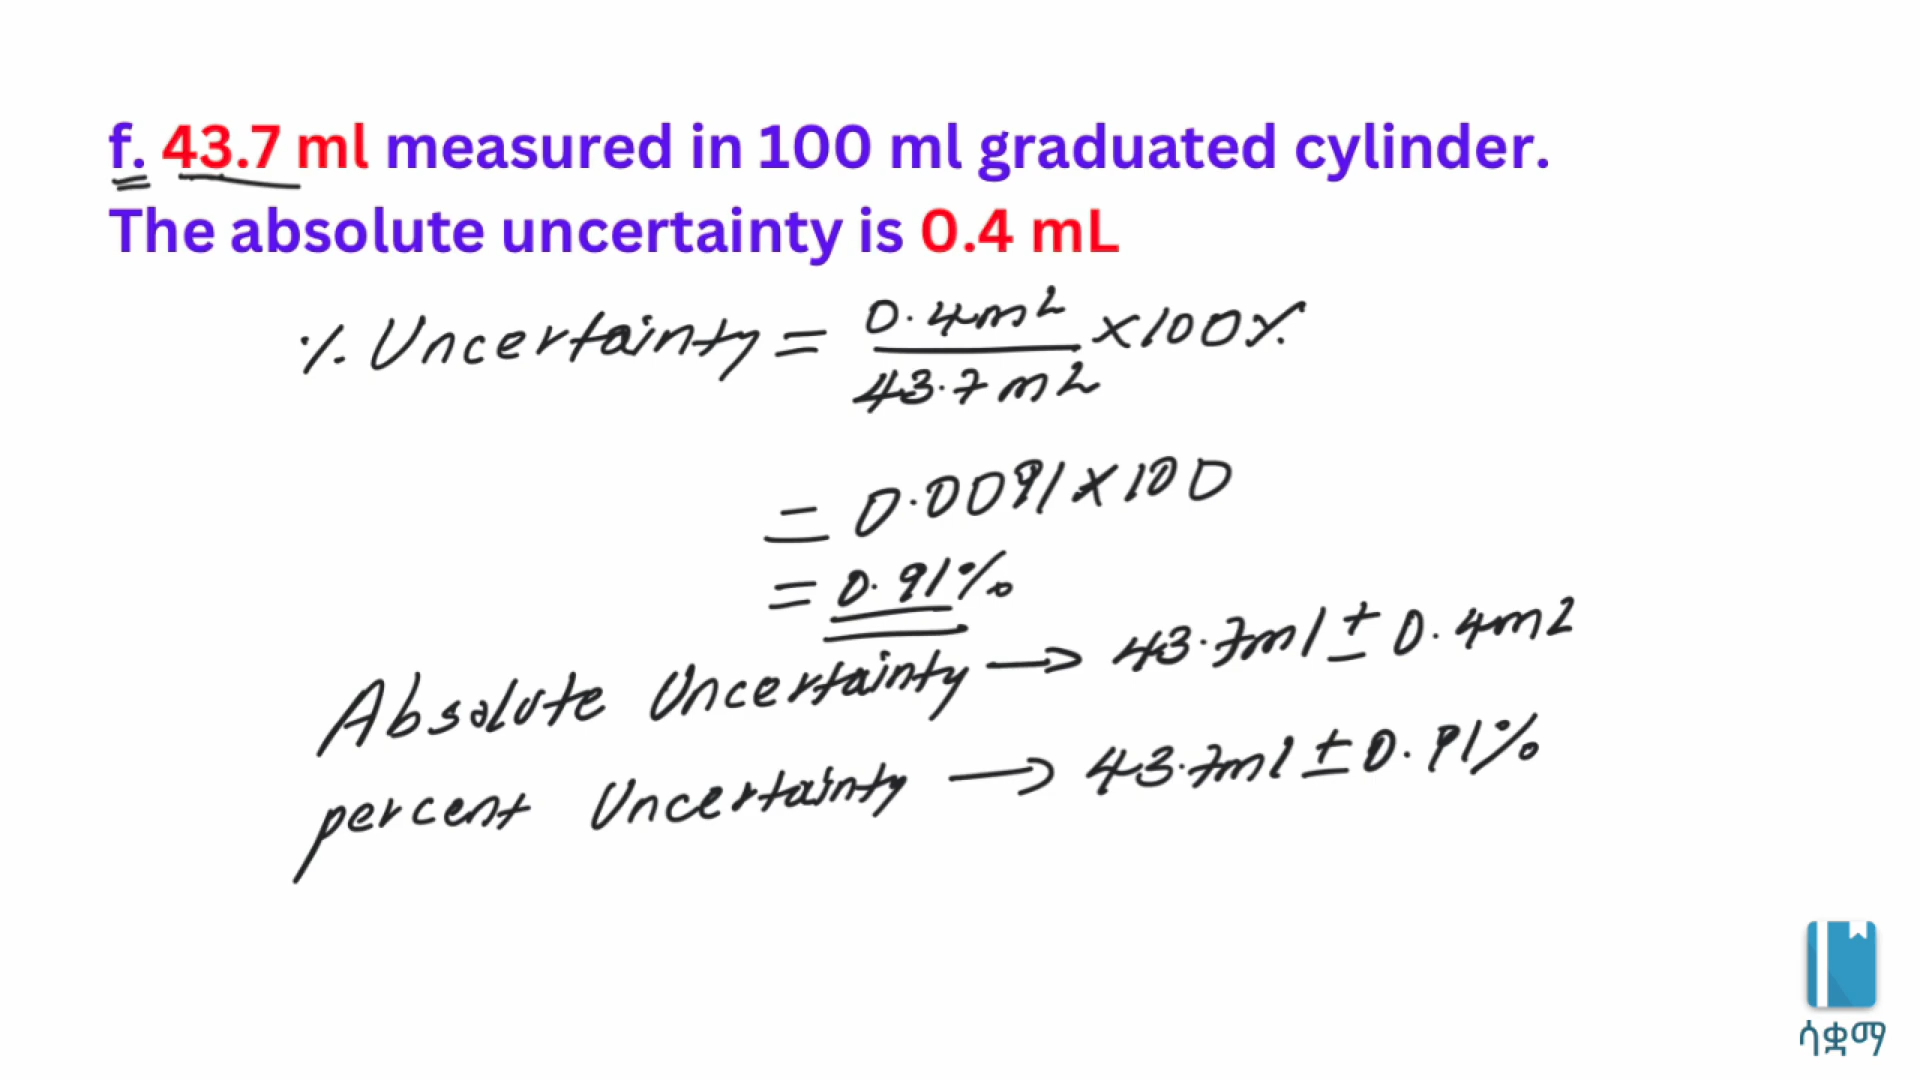 f. 43.7 ml measured in 100 ml graduated cylinder.
The absolute uncertainty is 0.4 mL
% Uncertainty = 0.4mL / 43.7mL × 100%
= 0.0091 × 100
= 0.91%
Absolute Uncertainty → 43.7ml ± 0.4mL
percent Uncertainty → 43.7ml ± 0.91%
ሳቋማ